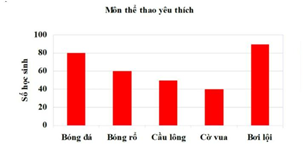 Môn thể thao yêu thích
Số học sinh
100
80
60
40
20
0
Bóng đá Bóng rổ Cầu lông Cờ vua Bơi lội